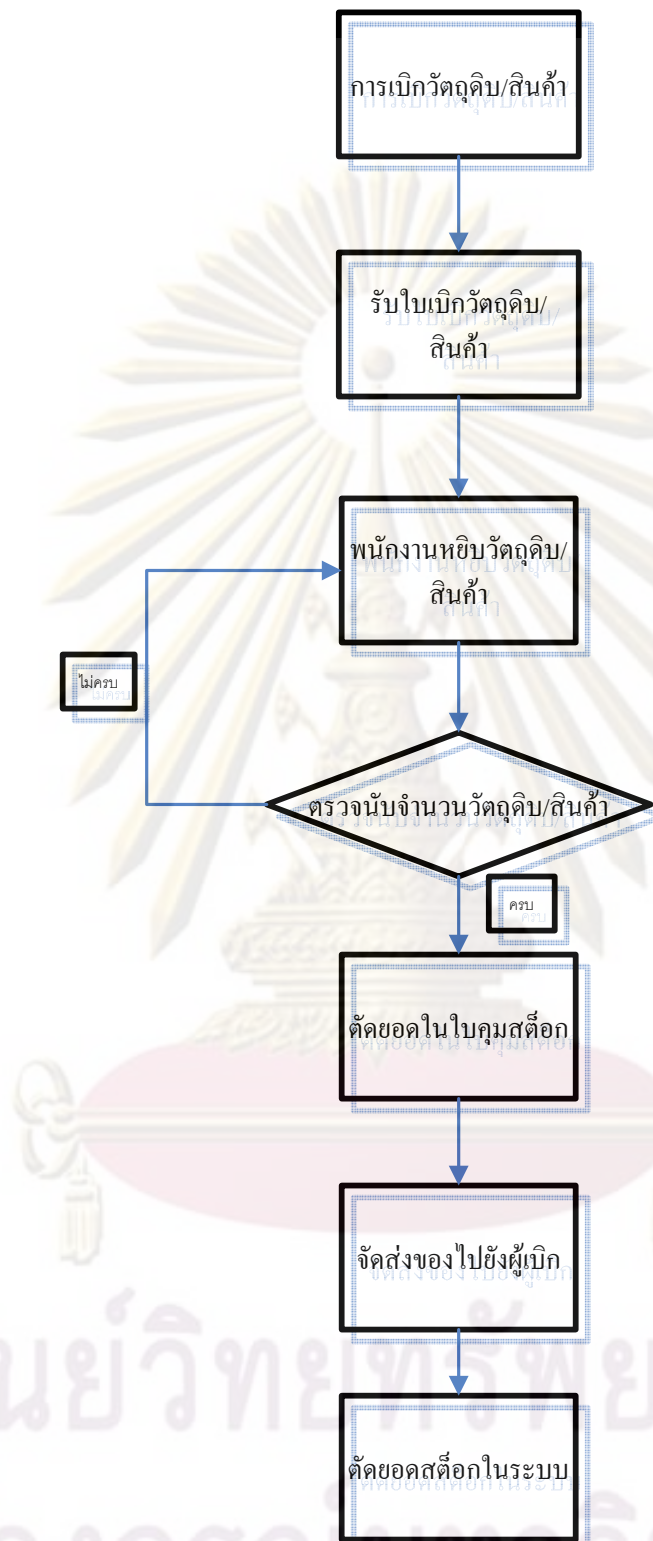 การเบิกวัตถุดิบ/สินค้า
รับใบเบิกวัตถุดิบ/
สินค้า
พนักงานหยิบวัตถุดิบ/
สินค้า
ไม่ครบ
ตรวจนับจำนวนวัตถุดิบ/สินค้า
ครบ
ตัดยอดในใบคุมสต็อก
จัดส่งของไปยังผู้เบิก
ตัดยอดสต็อกในระบบ